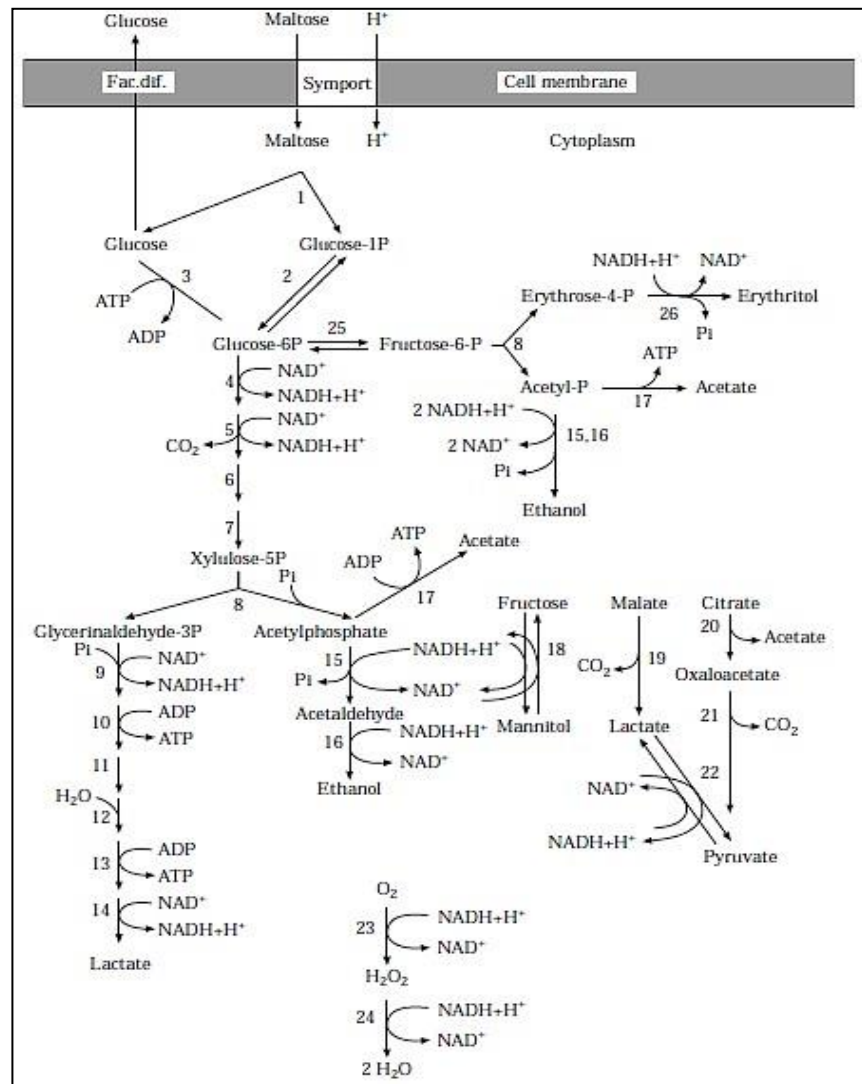 Glucose Maltose H⁺
Fac.dif. Symport Cell membrane
Maltose H⁺ Cytoplasm
1
Glucose Glucose-1P
3 2
ATP
ADP
NADH+H⁺ NAD⁺
Erythrose-4-P Erythritol
26
Pi
25
Glucose-6P Fructose-6-P 8
ATP
Acetyl-P Acetate
17
4 NAD⁺
NADH+H⁺
5 NAD⁺
CO₂ NADH+H⁺
2 NADH+H⁺
15,16
2 NAD⁺
Pi
Ethanol
6
7
Xylulose-5P
Pi
8
ATP Acetate
ADP
17
Glycerinaldehyde-3P Acetylphosphate
Pi
9 NAD⁺
NADH+H⁺
10 ADP
ATP
11
H₂O
12
13 ADP
ATP
14 NAD⁺
NADH+H⁺
Lactate
15 NADH+H⁺
Pi NAD⁺
Acetaldehyde
16 NADH+H⁺
NAD⁺
Ethanol
Fructose
18
Mannitol
Malate
CO₂ 19
Lactate
Citrate
20 Acetate
Oxaloacetate
21 CO₂
22
NAD⁺
NADH+H⁺
Pyruvate
O₂
23 NADH+H⁺
NAD⁺
H₂O₂
24 NADH+H⁺
NAD⁺
2 H₂O